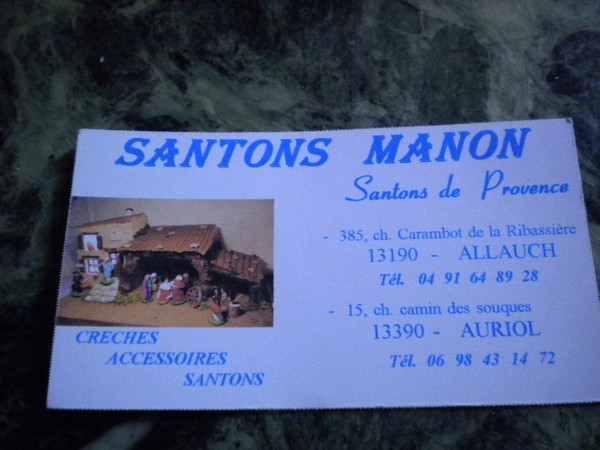 SANTONS MANON
Santons de Provence
- 385, ch. Carambot de la Ribassière
13190 - ALLAUCH
Tél. 04 91 64 89 28
- 15, ch. camin des souques
13390 - AURIOL
Tél. 06 98 43 14 72
CRECHES
ACCESSOIRES
SANTONS